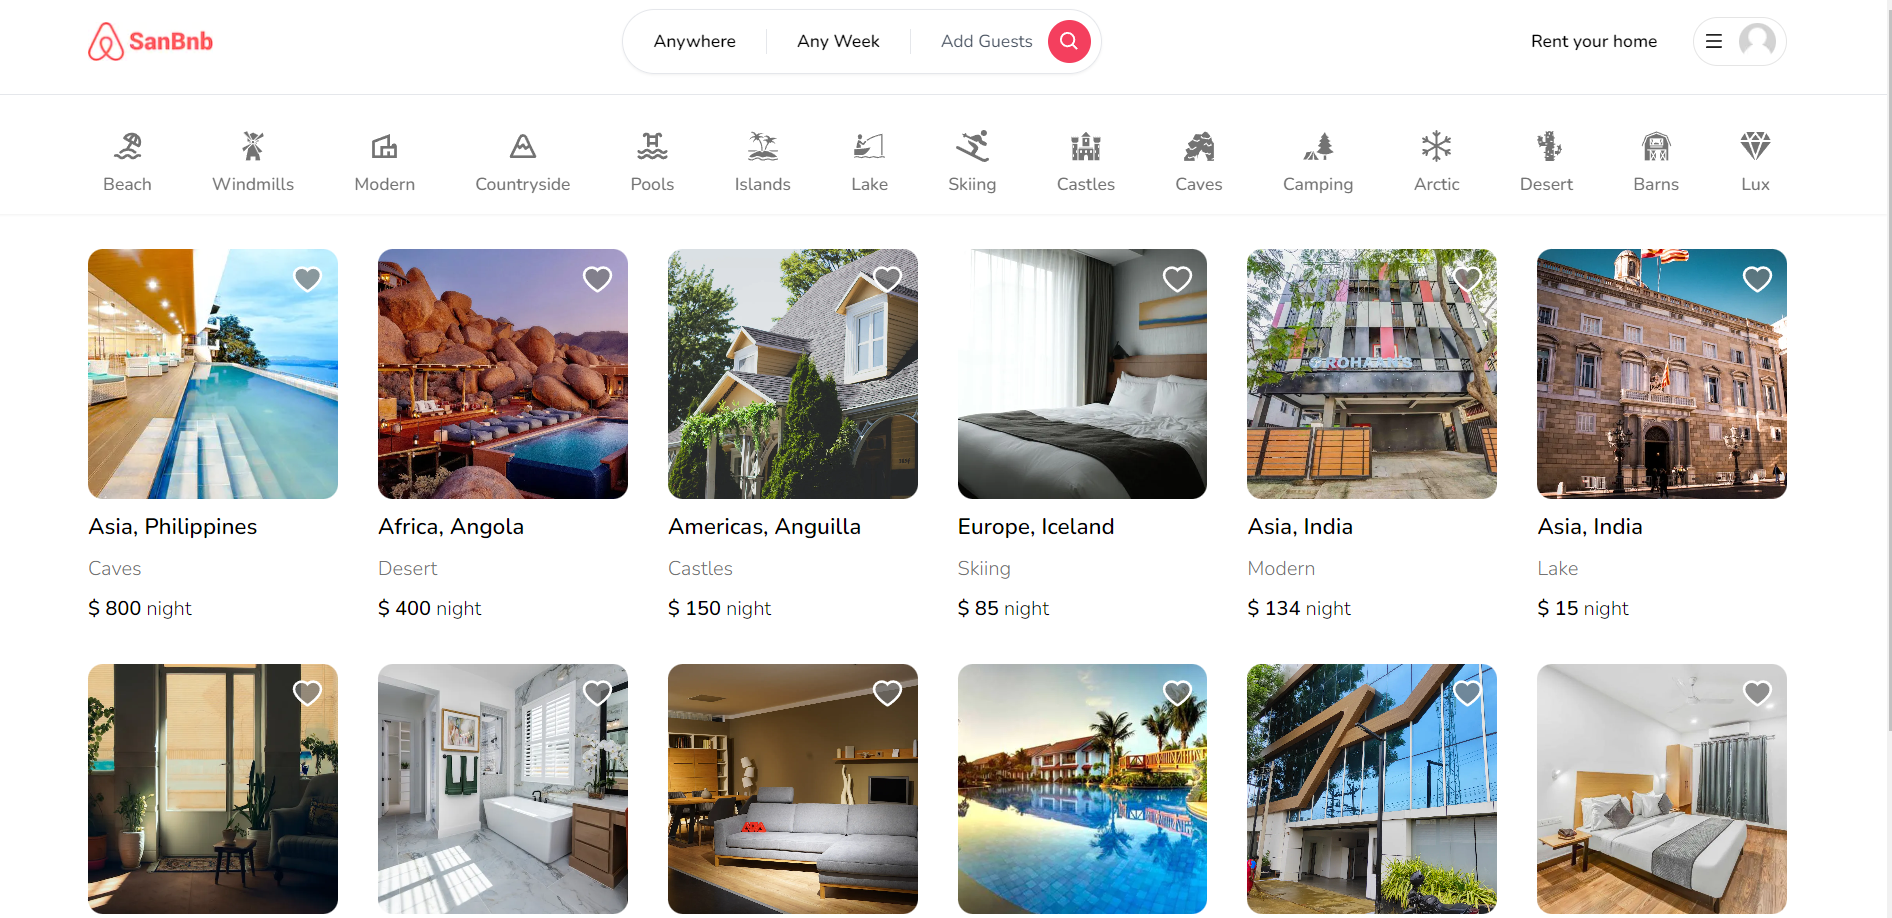 SanBnb
Anywhere
Any Week
Add Guests
Rent your home
Beach
Windmills
Modern
Countryside
Pools
Islands
Lake
Skiing
Castles
Caves
Camping
Arctic
Desert
Barns
Lux
Asia, Philippines
Caves
$ 800 night
Africa, Angola
Desert
$ 400 night
Americas, Anguilla
Castles
$ 150 night
Europe, Iceland
Skiing
$ 85 night
Asia, India
Modern
$ 134 night
Asia, India
Lake
$ 15 night